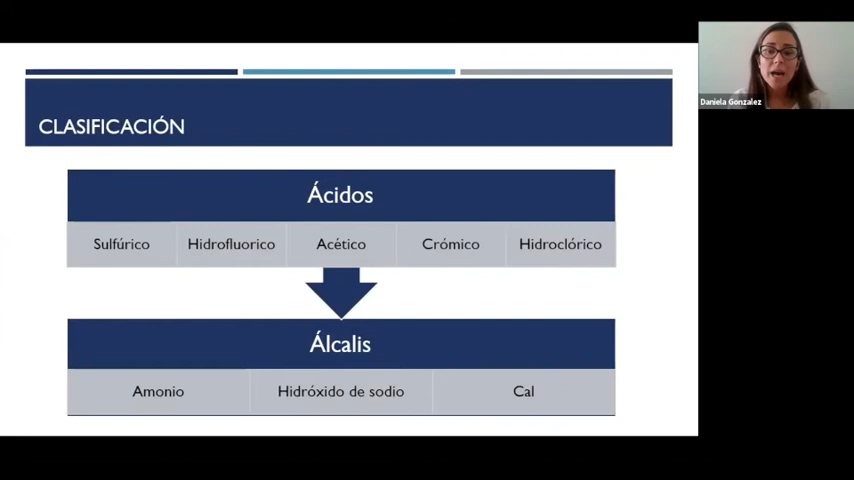 CLASIFICACIÓN
Ácidos
Sulfúrico Hidrofluorico Acético Crómico Hidroclórico
Álcalis
Amonio Hidróxido de sodio Cal
Daniela Gonzalez